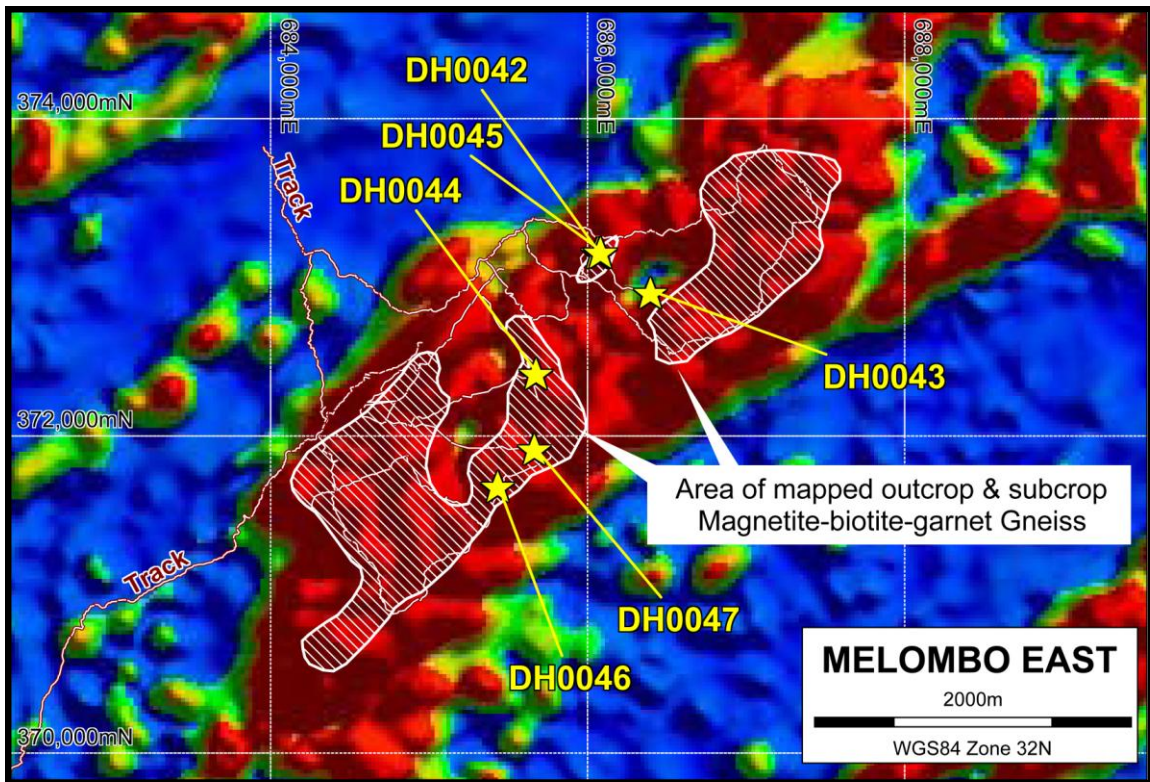 684,000mE
686,000mE
688,000mE
374,000mN
DH0042
DH0045
DH0044
Track
DH0043
372,000mN
Area of mapped outcrop & subcrop
Magnetite-biotite-garnet Gneiss
Track
DH0047
DH0046
370,000mN
MELOMBO EAST
2000m
WGS84 Zone 32N